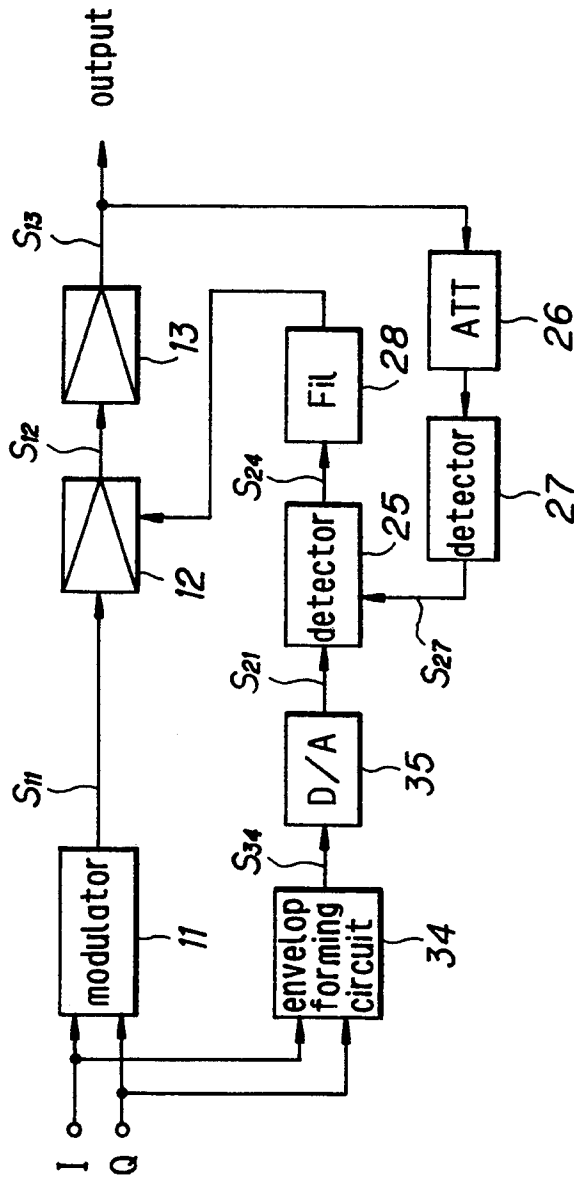 I
Q
modulator
11
S11
12
S12
13
S13
output
envelop
forming
circuit
34
S34
D/A
35
S21
detector
25
S24
Fil
28
S27
detector
27
ATT
26